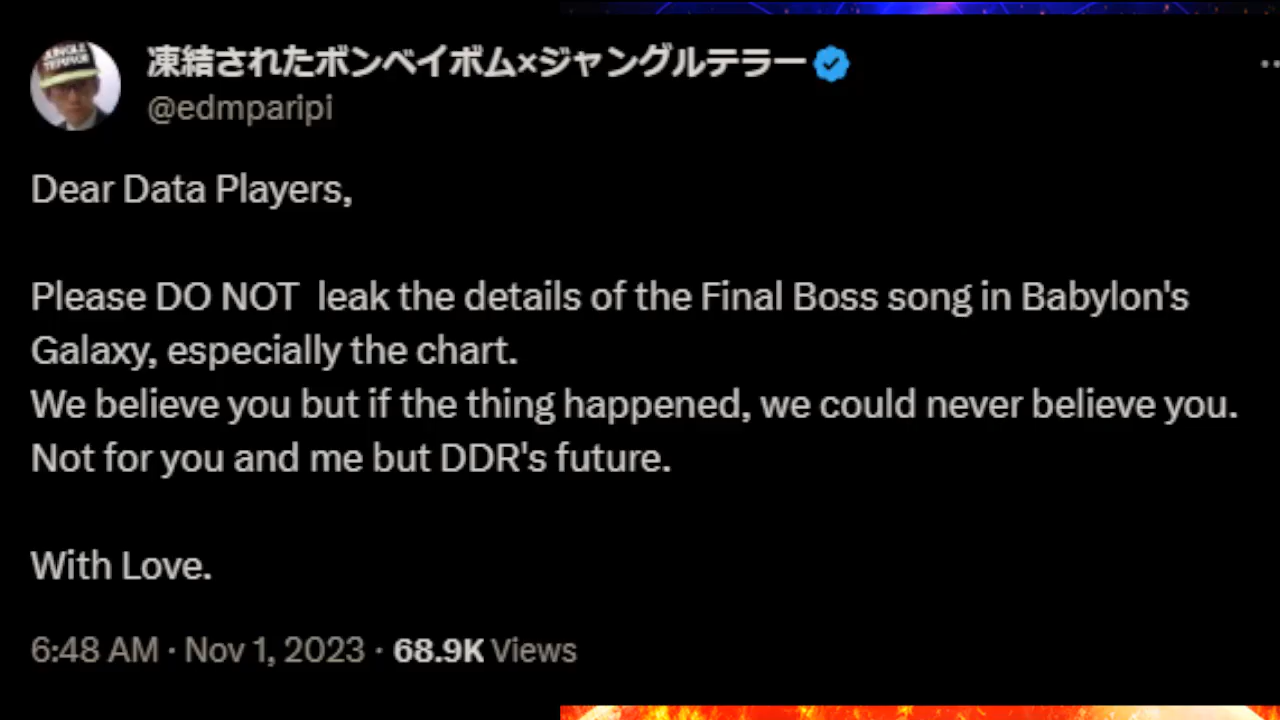 凍結されたボンベイボム×ジャングルテラー
@edmparipi
Dear Data Players,
Please DO NOT  leak the details of the Final Boss song in Babylon's
Galaxy, especially the chart.
We believe you but if the thing happened, we could never believe you.
Not for you and me but DDR's future.
With Love.
6:48 AM · Nov 1, 2023 · 68.9K Views